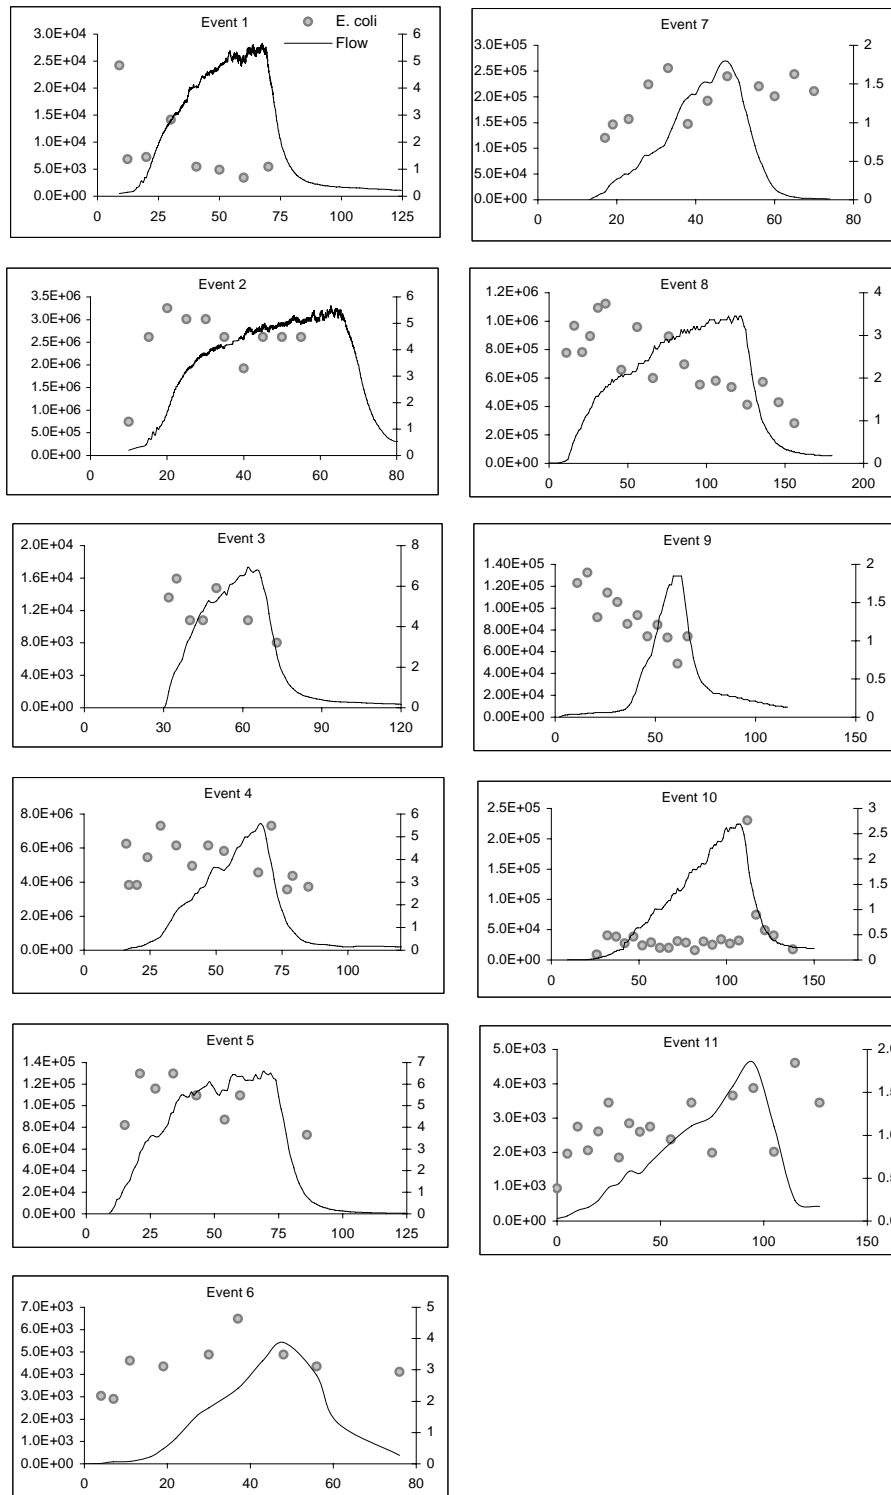 Event 1
E. coli
Flow
3.0E+04
2.5E+04
2.0E+04
1.5E+04
1.0E+04
5.0E+03
0.0E+00
6
5
4
3
2
1
0
0 25 50 75 100 125
Event 2
3.5E+06
3.0E+06
2.5E+06
2.0E+06
1.5E+06
1.0E+06
5.0E+05
0.0E+00
6
5
4
3
2
1
0
0 20 40 60 80
Event 3
2.0E+04
1.6E+04
1.2E+04
8.0E+03
4.0E+03
0.0E+00
8
6
4
2
0
0 30 60 90 120
Event 4
8.0E+06
6.0E+06
4.0E+06
2.0E+06
0.0E+00
6
5
4
3
2
1
0
0 25 50 75 100
Event 5
1.4E+05
1.2E+05
1.0E+05
8.0E+04
6.0E+04
4.0E+04
2.0E+04
0.0E+00
7
6
5
4
3
2
1
0
0 25 50 75 100 125
Event 6
7.0E+03
6.0E+03
5.0E+03
4.0E+03
3.0E+03
2.0E+03
1.0E+03
0.0E+00
5
4
3
2
1
0
0 20 40 60 80
Event 7
3.0E+05
2.5E+05
2.0E+05
1.5E+05
1.0E+05
5.0E+04
0.0E+00
2
1.5
1
0.5
0
0 20 40 60 80
Event 8
1.2E+06
1.0E+06
8.0E+05
6.0E+05
4.0E+05
2.0E+05
0.0E+00
4
3
2
1
0
0 50 100 150 200
Event 9
1.40E+05
1.20E+05
1.00E+05
8.00E+04
6.00E+04
4.00E+04
2.00E+04
0.00E+00
2
1.5
1
0.5
0
0 50 100 150
Event 10
2.5E+05
2.0E+05
1.5E+05
1.0E+05
5.0E+04
0.0E+00
3
2.5
2
1.5
1
0.5
0
0 50 100 150
Event 11
5.0E+03
4.0E+03
3.0E+03
2.0E+03
1.0E+03
0.0E+00
2.0
1.5
1.0
0.5
0.0
0 50 100 150